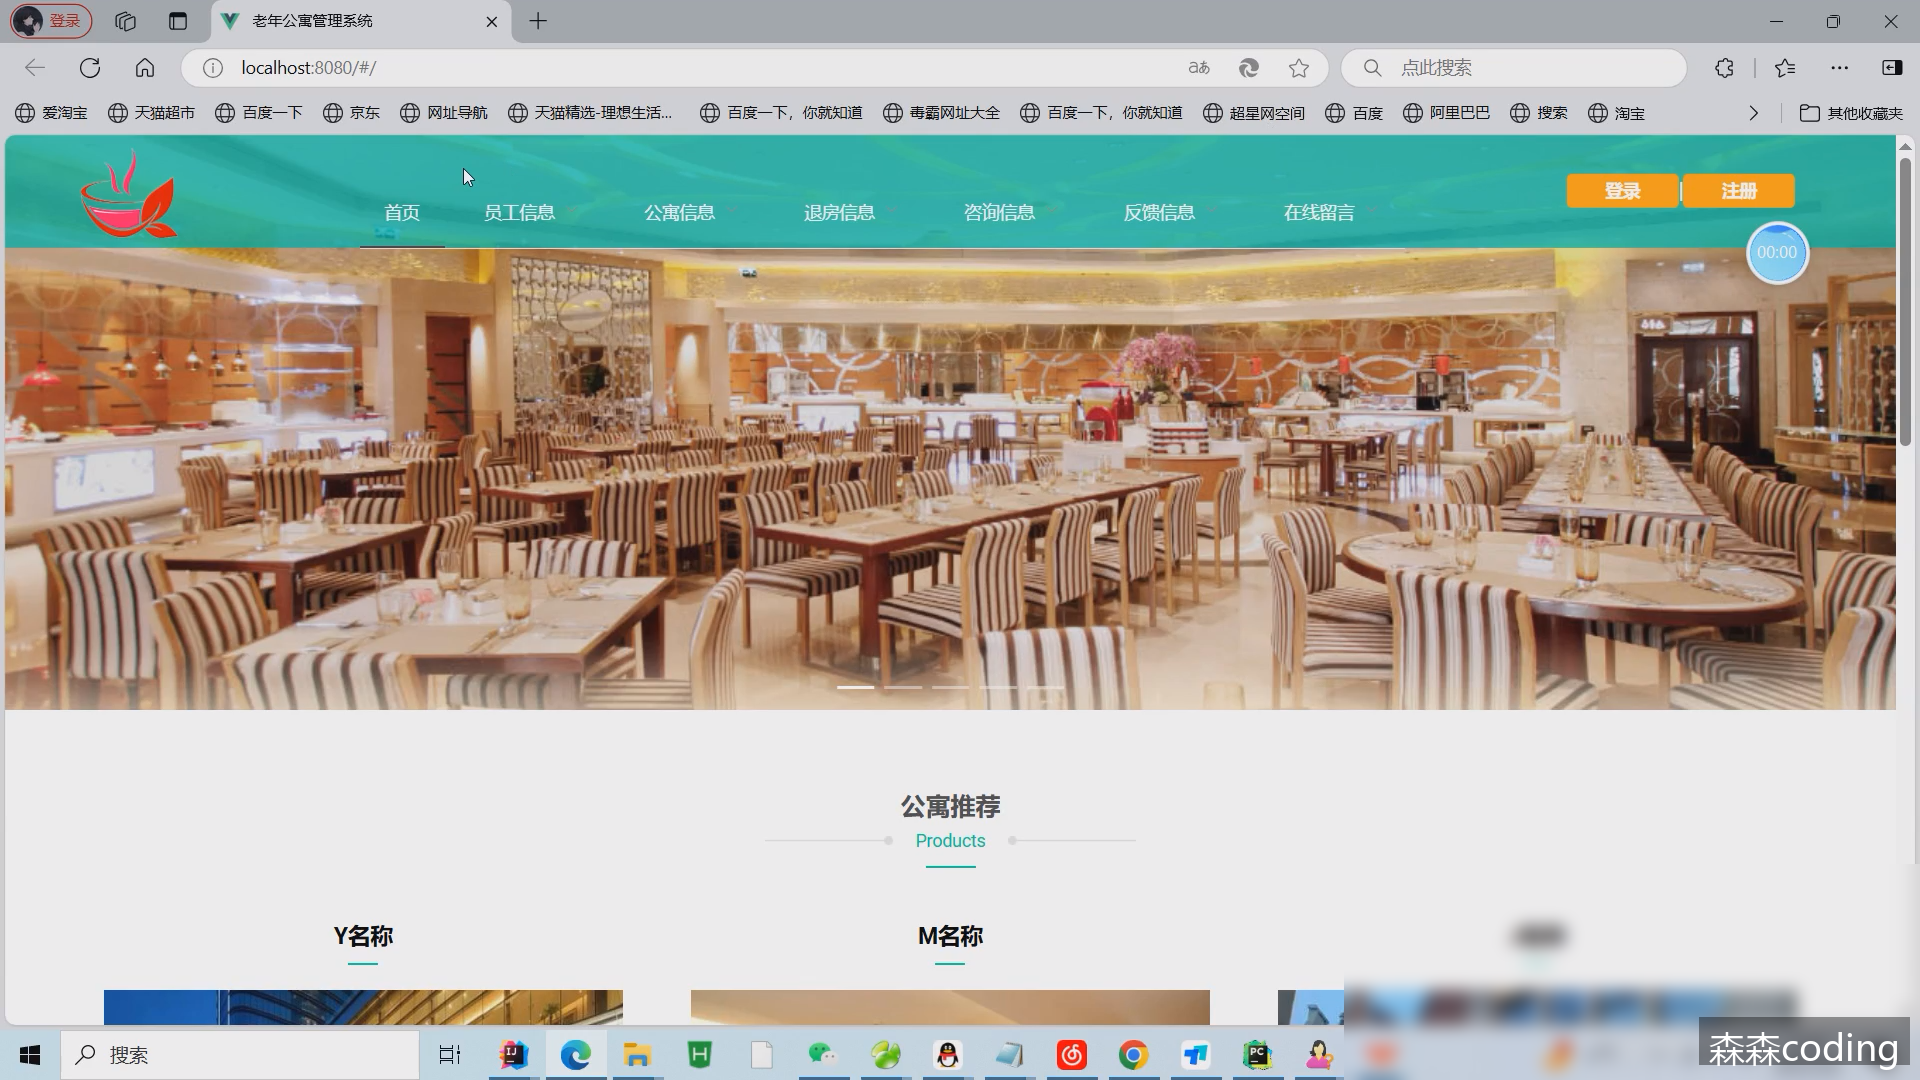 登录
老年公寓管理系统
localhost:8080/#/
aあ
点此搜索
爱淘宝
天猫超市
百度一下
京东
网址导航
天猫精选-理想生活...
百度一下，你就知道
毒霸网址大全
百度一下，你就知道
超星网空间
百度
阿里巴巴
搜索
淘宝
其他收藏夹
首页
员工信息
公寓信息
退房信息
咨询信息
反馈信息
在线留言
登录
|
注册
00:00
公寓推荐
Products
Y名称
M名称
搜索
森森coding